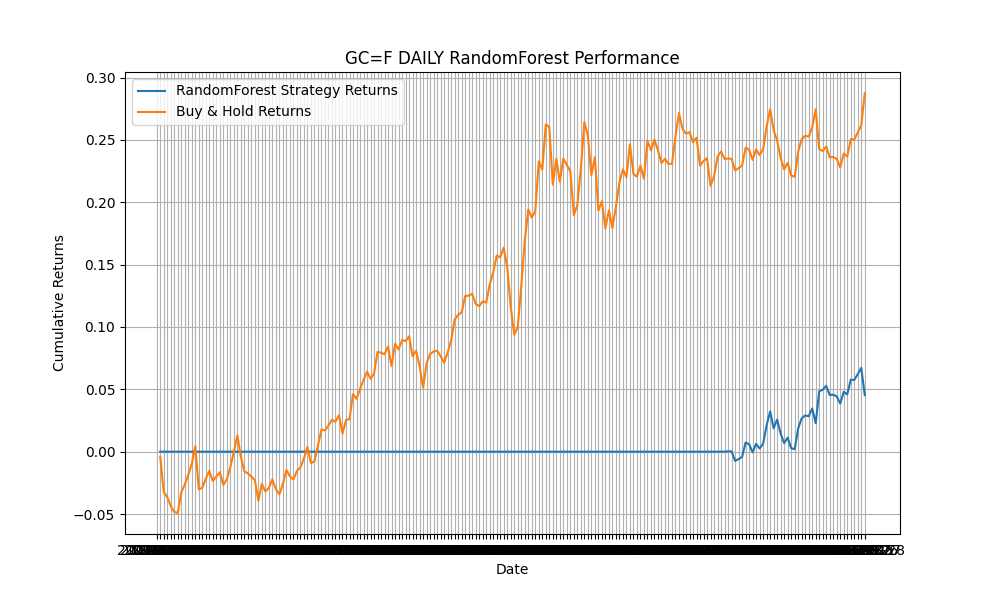 GC=F DAILY RandomForest Performance
RandomForest Strategy Returns
Buy & Hold Returns
Cumulative Returns
0.30
0.25
0.20
0.15
0.10
0.05
0.00
−0.05
Date